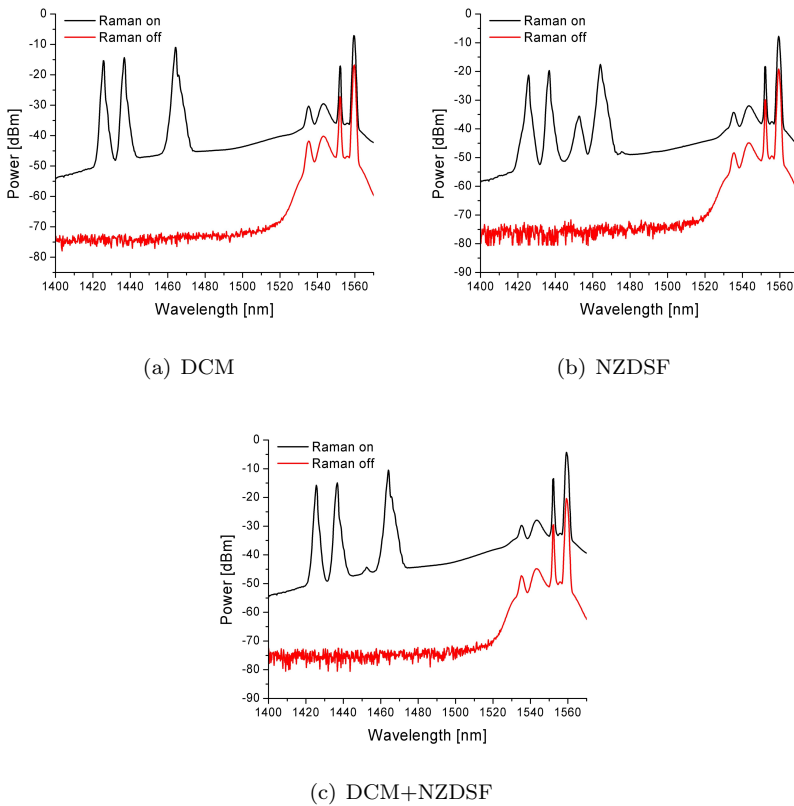 Raman on
Raman off
Power [dBm]
0
-10
-20
-30
-40
-50
-60
-70
-80
1400 1420 1440 1460 1480 1500 1520 1540 1560
Wavelength [nm]
(a) DCM
Raman on
Raman off
Power [dBm]
0
-10
-20
-30
-40
-50
-60
-70
-80
-90
1400 1420 1440 1460 1480 1500 1520 1540 1560
Wavelength [nm]
(b) NZDSF
Raman on
Raman off
Power [dBm]
0
-10
-20
-30
-40
-50
-60
-70
-80
-90
1400 1420 1440 1460 1480 1500 1520 1540 1560
Wavelength [nm]
(c) DCM+NZDSF